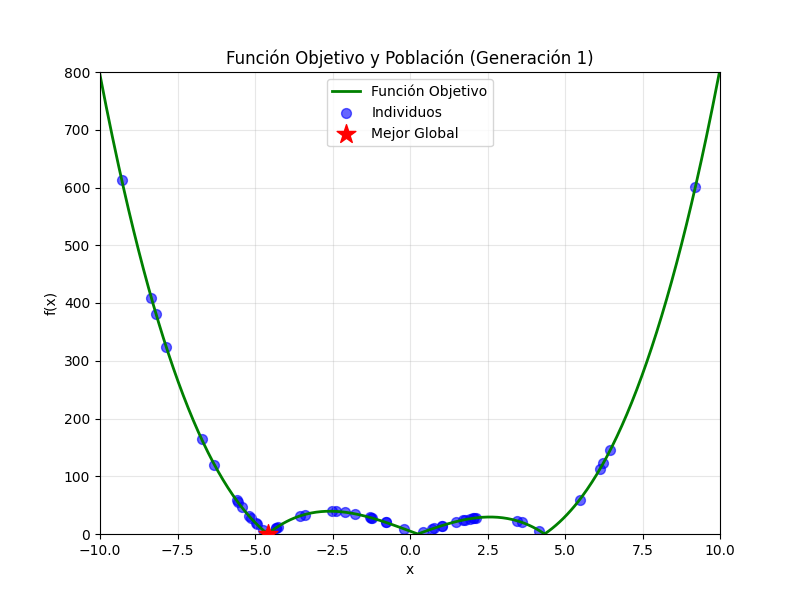 Función Objetivo y Población (Generación 1)
Función Objetivo
Individuos
Mejor Global
f(x)
800
700
600
500
400
300
200
100
0
−10.0 −7.5 −5.0 −2.5 0.0 2.5 5.0 7.5 10.0
x